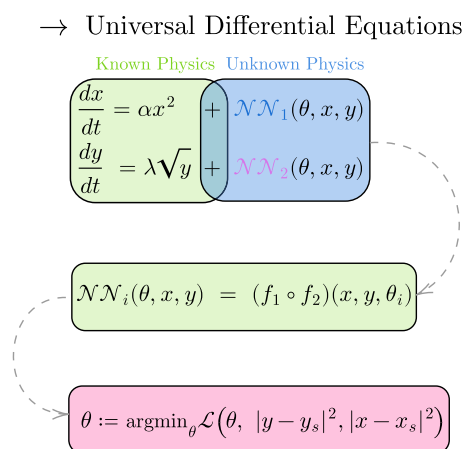 → Universal Differential Equations
Known Physics Unknown Physics
dx/dt = αx² + 𝒩𝒩₁(θ, x, y)
dy/dt = λ√y + 𝒩𝒩₂(θ, x, y)
𝒩𝒩ᵢ(θ, x, y) = (f₁ ∘ f₂)(x, y, θᵢ)
θ := argmin_θ ℒ(θ, |y − yₛ|², |x − xₛ|²)